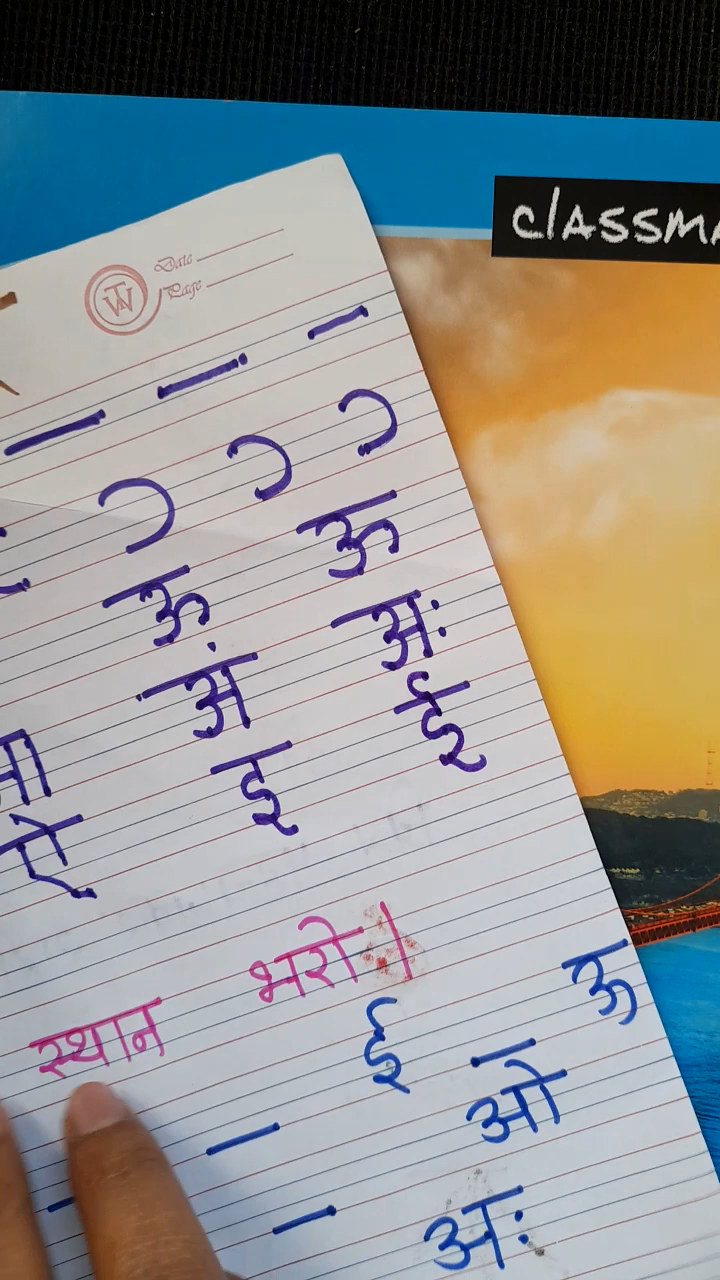 classma
Date
Page
ऊ ऊ
अं अः
इ ई
ऐ
स्थान भरो।
ई ऊ
ओ
अः